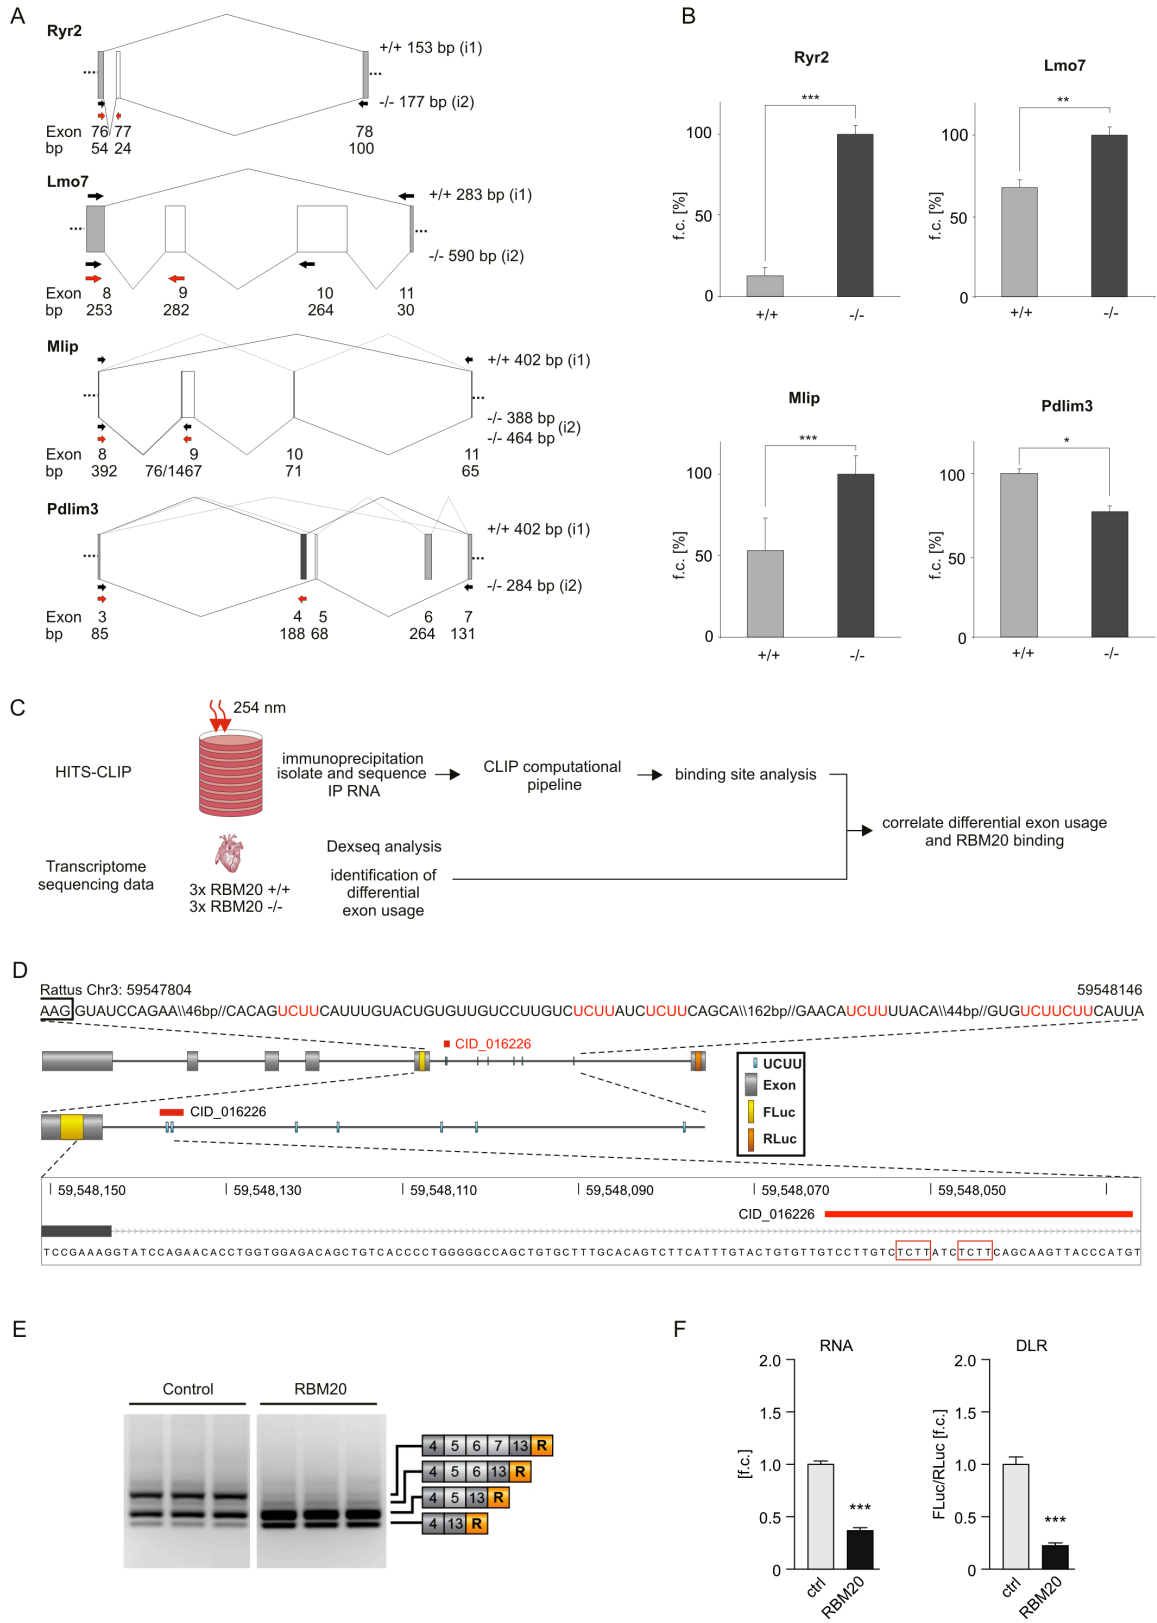 A
Ryr2
+/+ 153 bp (i1)
-/- 177 bp (i2)
Exon 76 77 78
bp 54 24 100
Lmo7
+/+ 283 bp (i1)
-/- 590 bp (i2)
Exon 8 9 10 11
bp 253 282 264 30
Mlip
+/+ 402 bp (i1)
-/- 388 bp
-/- 464 bp (i2)
Exon 8 9 10 11
bp 392 76/1467 71 65
Pdlim3
+/+ 402 bp (i1)
-/- 284 bp (i2)
Exon 3 4 5 6 7
bp 85 188 68 264 131
B
Ryr2
***
f.c. [%]
100
50
0
+/+ -/-
Lmo7
**
f.c. [%]
100
50
0
+/+ -/-
Mlip
***
f.c. [%]
100
50
0
+/+ -/-
Pdlim3
*
f.c. [%]
100
50
0
+/+ -/-
C
254 nm
HITS-CLIP
immunoprecipitation
isolate and sequence
IP RNA
CLIP computational
pipeline
binding site analysis
correlate differential exon usage
and RBM20 binding
Transcriptome
sequencing data
3x RBM20 +/+
3x RBM20 -/-
Dexseq analysis
identification of
differential
exon usage
D
Rattus Chr3: 59547804 59548146
AAGGUAUCCAGAA\\46bp//CACAGUCUUCAUUUGUACUGUGUUGUCCUUGUCUCUUAUCUCUUCAGCA\\162bp//GAACAUCUUUUACA\\44bp//GUGUCUUCUUCAUUA
CID_016226
CID_016226
UCUU
Exon
FLuc
RLuc
59,548,150 59,548,130 59,548,110 59,548,090 59,548,070 59,548,050
CID_016226
TCCGAAAGGTATCCAGAACACCTGGTGGAGACAGCTGTCACCCCTGGGGGCCAGCTGTGCTTTGCACAGTCTTCATTTGTACTGTGTTGTCCTTGTCTCTTATCTCTTCAGCAAGTTACCCATGT
E
Control RBM20
4 5 6 7 13 R
4 5 6 13 R
4 5 13 R
4 13 R
F
RNA
[f.c.]
2.0
1.5
1.0
0.5
0
***
ctrl RBM20
DLR
FLuc/RLuc [f.c.]
2.0
1.5
1.0
0.5
0
***
ctrl RBM20